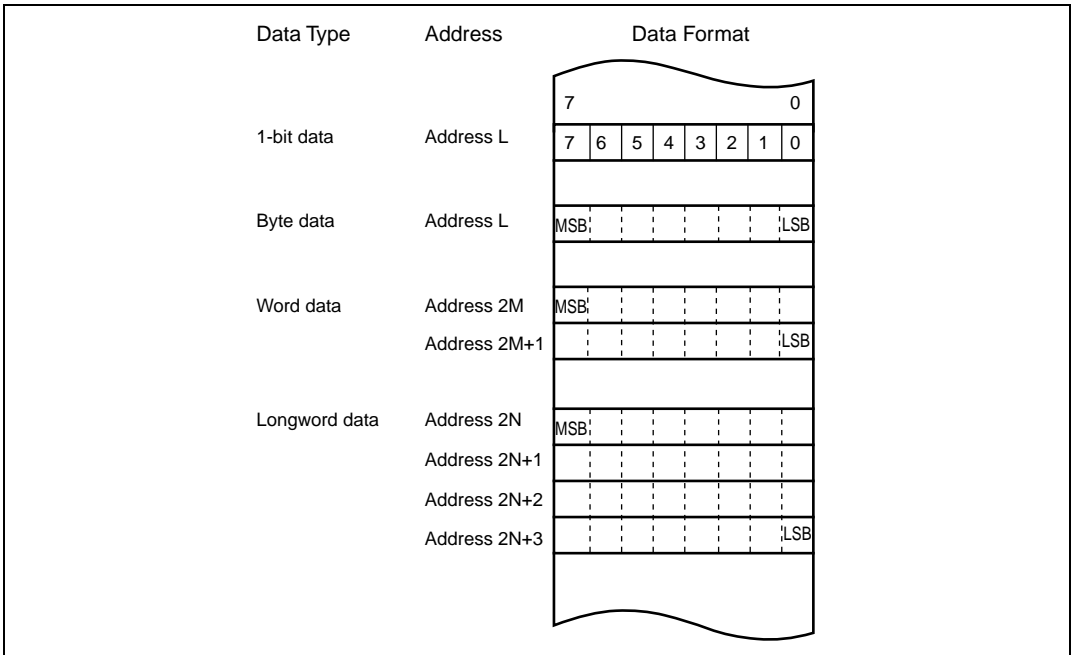 Data Type Address Data Format
7 0
1-bit data Address L 7 6 5 4 3 2 1 0
Byte data Address L MSB LSB
Word data Address 2M MSB
Address 2M+1 LSB
Longword data Address 2N MSB
Address 2N+1
Address 2N+2
Address 2N+3 LSB